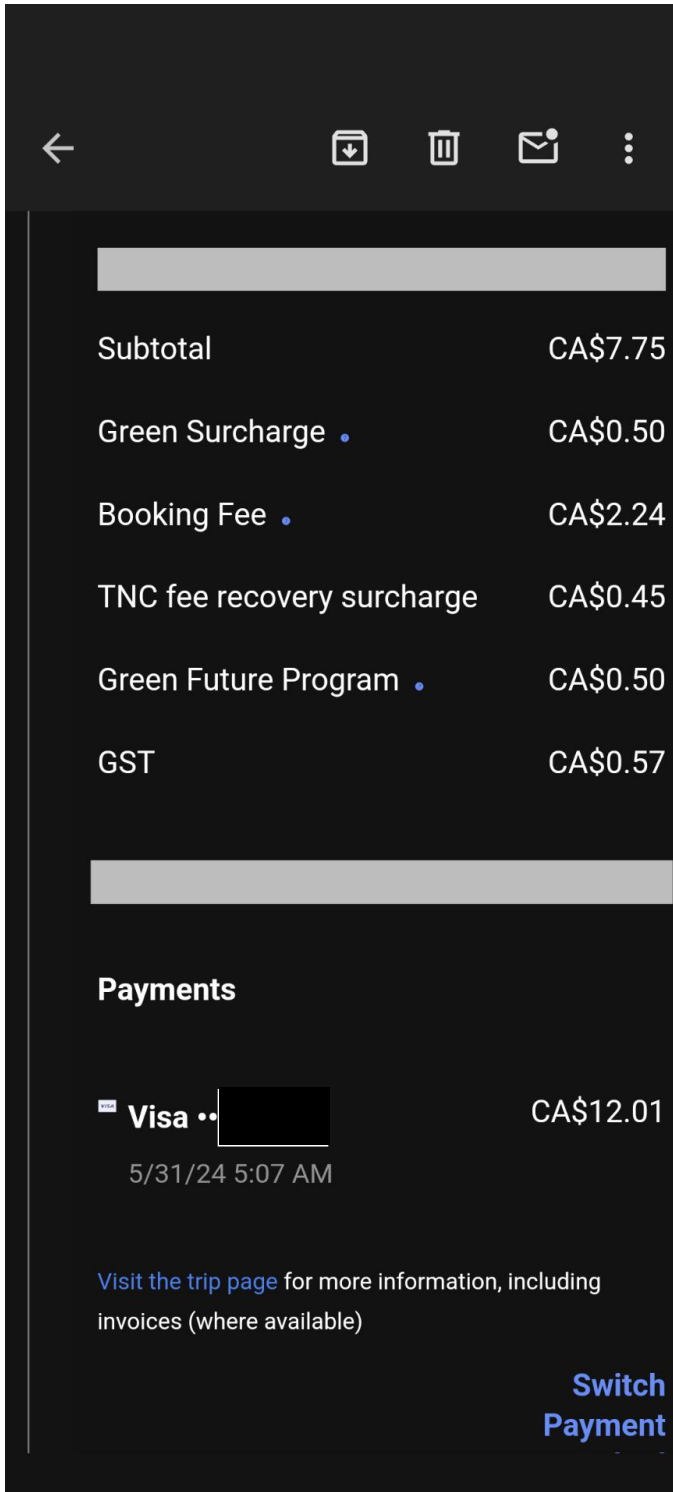 Subtotal CA$7.75
Green Surcharge CA$0.50
Booking Fee CA$2.24
TNC fee recovery surcharge CA$0.45
Green Future Program CA$0.50
GST CA$0.57
Payments
VISA Visa •• CA$12.01
5/31/24 5:07 AM
Visit the trip page for more information, including
invoices (where available)
Switch
Payment